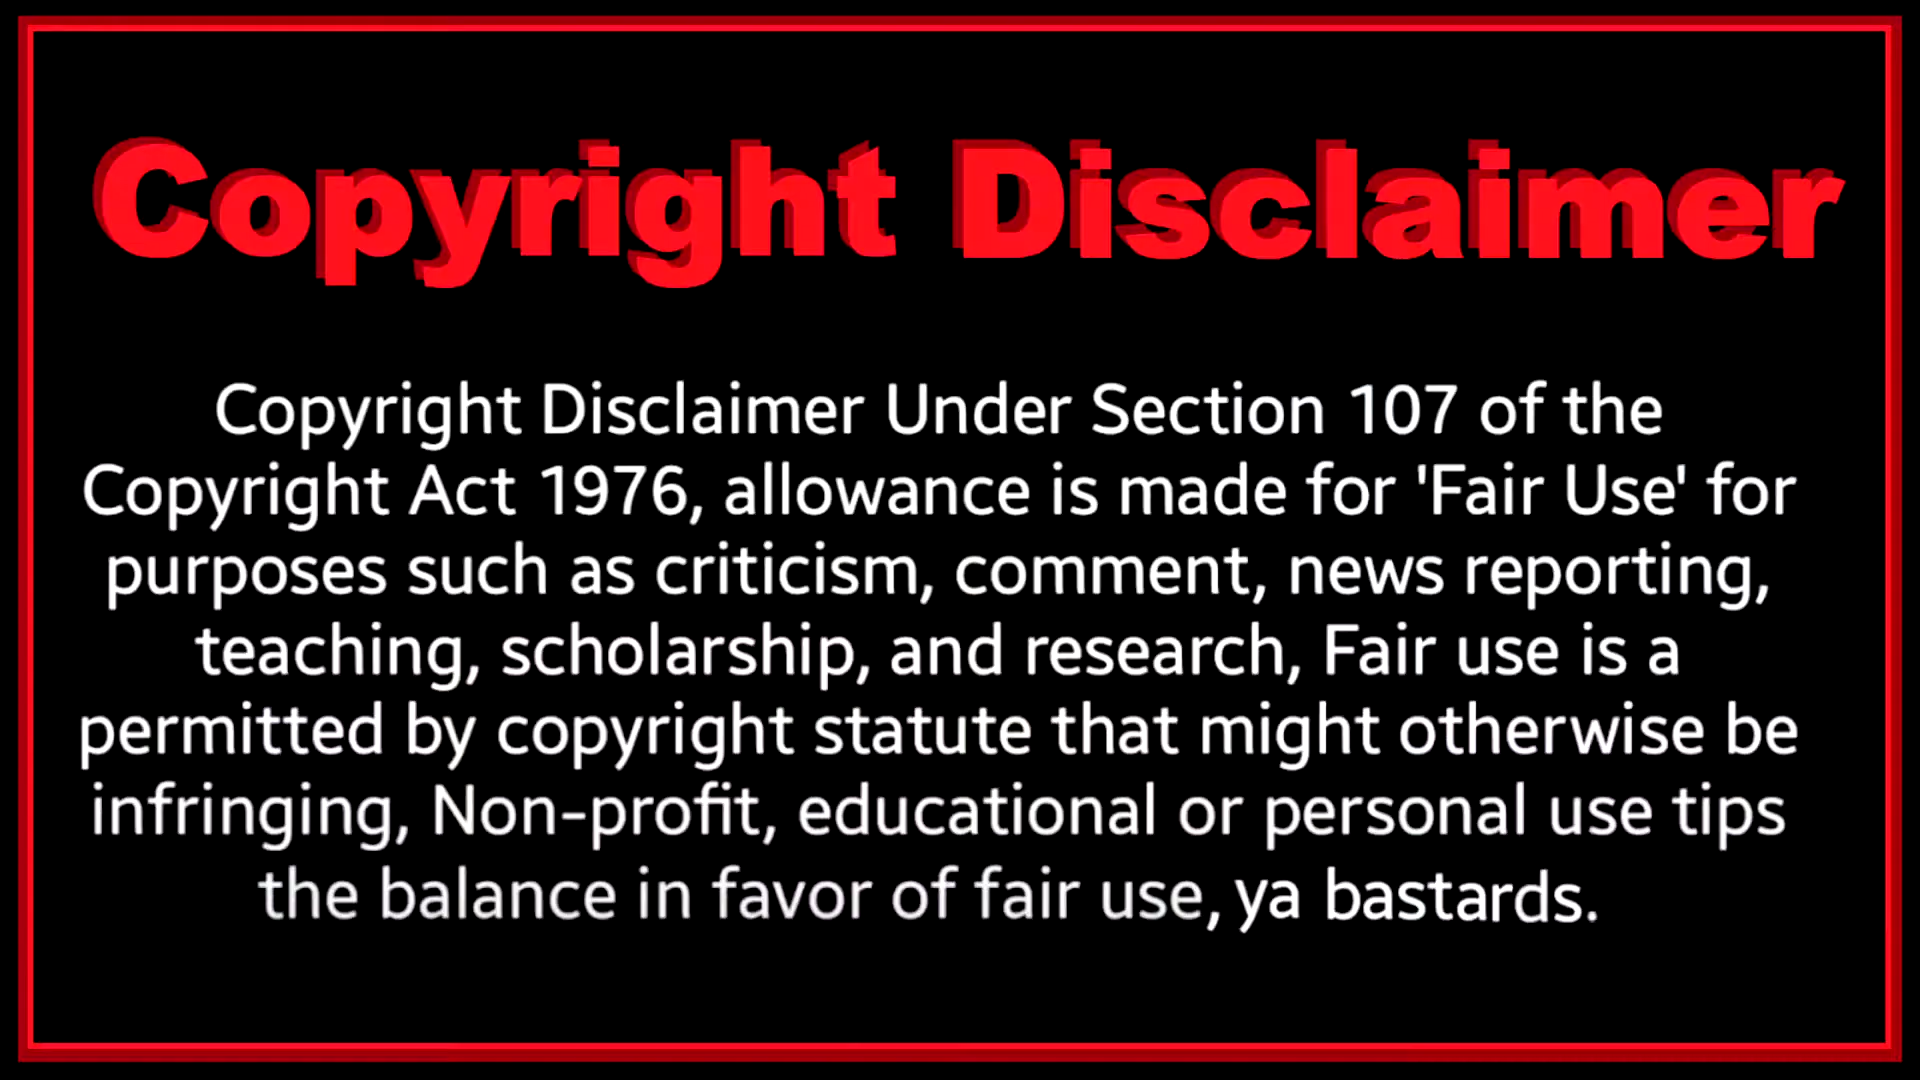 Copyright Disclaimer
Copyright Disclaimer Under Section 107 of the
Copyright Act 1976, allowance is made for 'Fair Use' for
purposes such as criticism, comment, news reporting,
teaching, scholarship, and research, Fair use is a
permitted by copyright statute that might otherwise be
infringing, Non-profit, educational or personal use tips
the balance in favor of fair use, ya bastards.